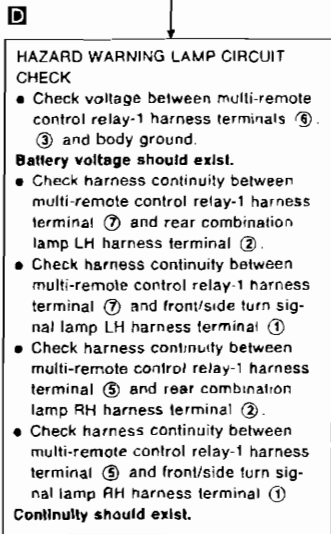 D
HAZARD WARNING LAMP CIRCUIT
CHECK
● Check voltage between multi-remote
control relay-1 harness terminals ⑥,
③ and body ground.
Battery voltage should exist.
● Check harness continuity between
multi-remote control relay-1 harness
terminal ⑦ and rear combination
lamp LH harness terminal ②.
● Check harness continuity between
multi-remote control relay-1 harness
terminal ⑦ and front/side turn sig-
nal lamp LH harness terminal ①
● Check harness continuity between
multi-remote control relay-1 harness
terminal ⑤ and rear combination
lamp RH harness terminal ②.
● Check harness continuity between
multi-remote control relay-1 harness
terminal ⑤ and front/side turn sig-
nal lamp RH harness terminal ①
Continuity should exist.